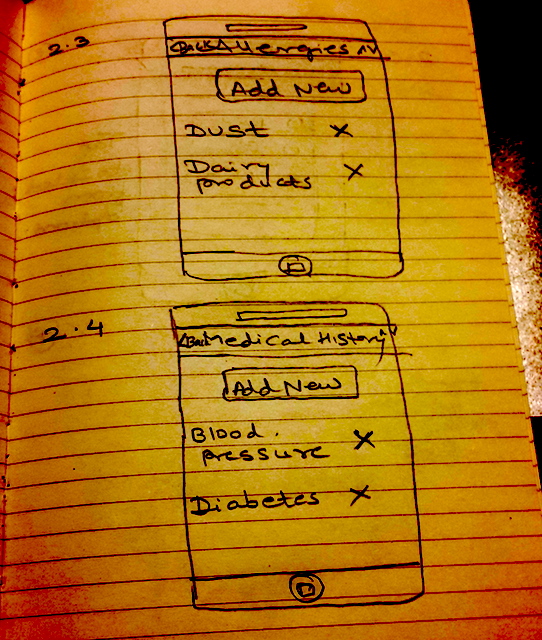 2.3
<Back Allergies ^v
Add New
Dust X
Dairy X
products
2.4
<Back Medical History ^v
Add New
Blood.
pressure X
Diabetes X